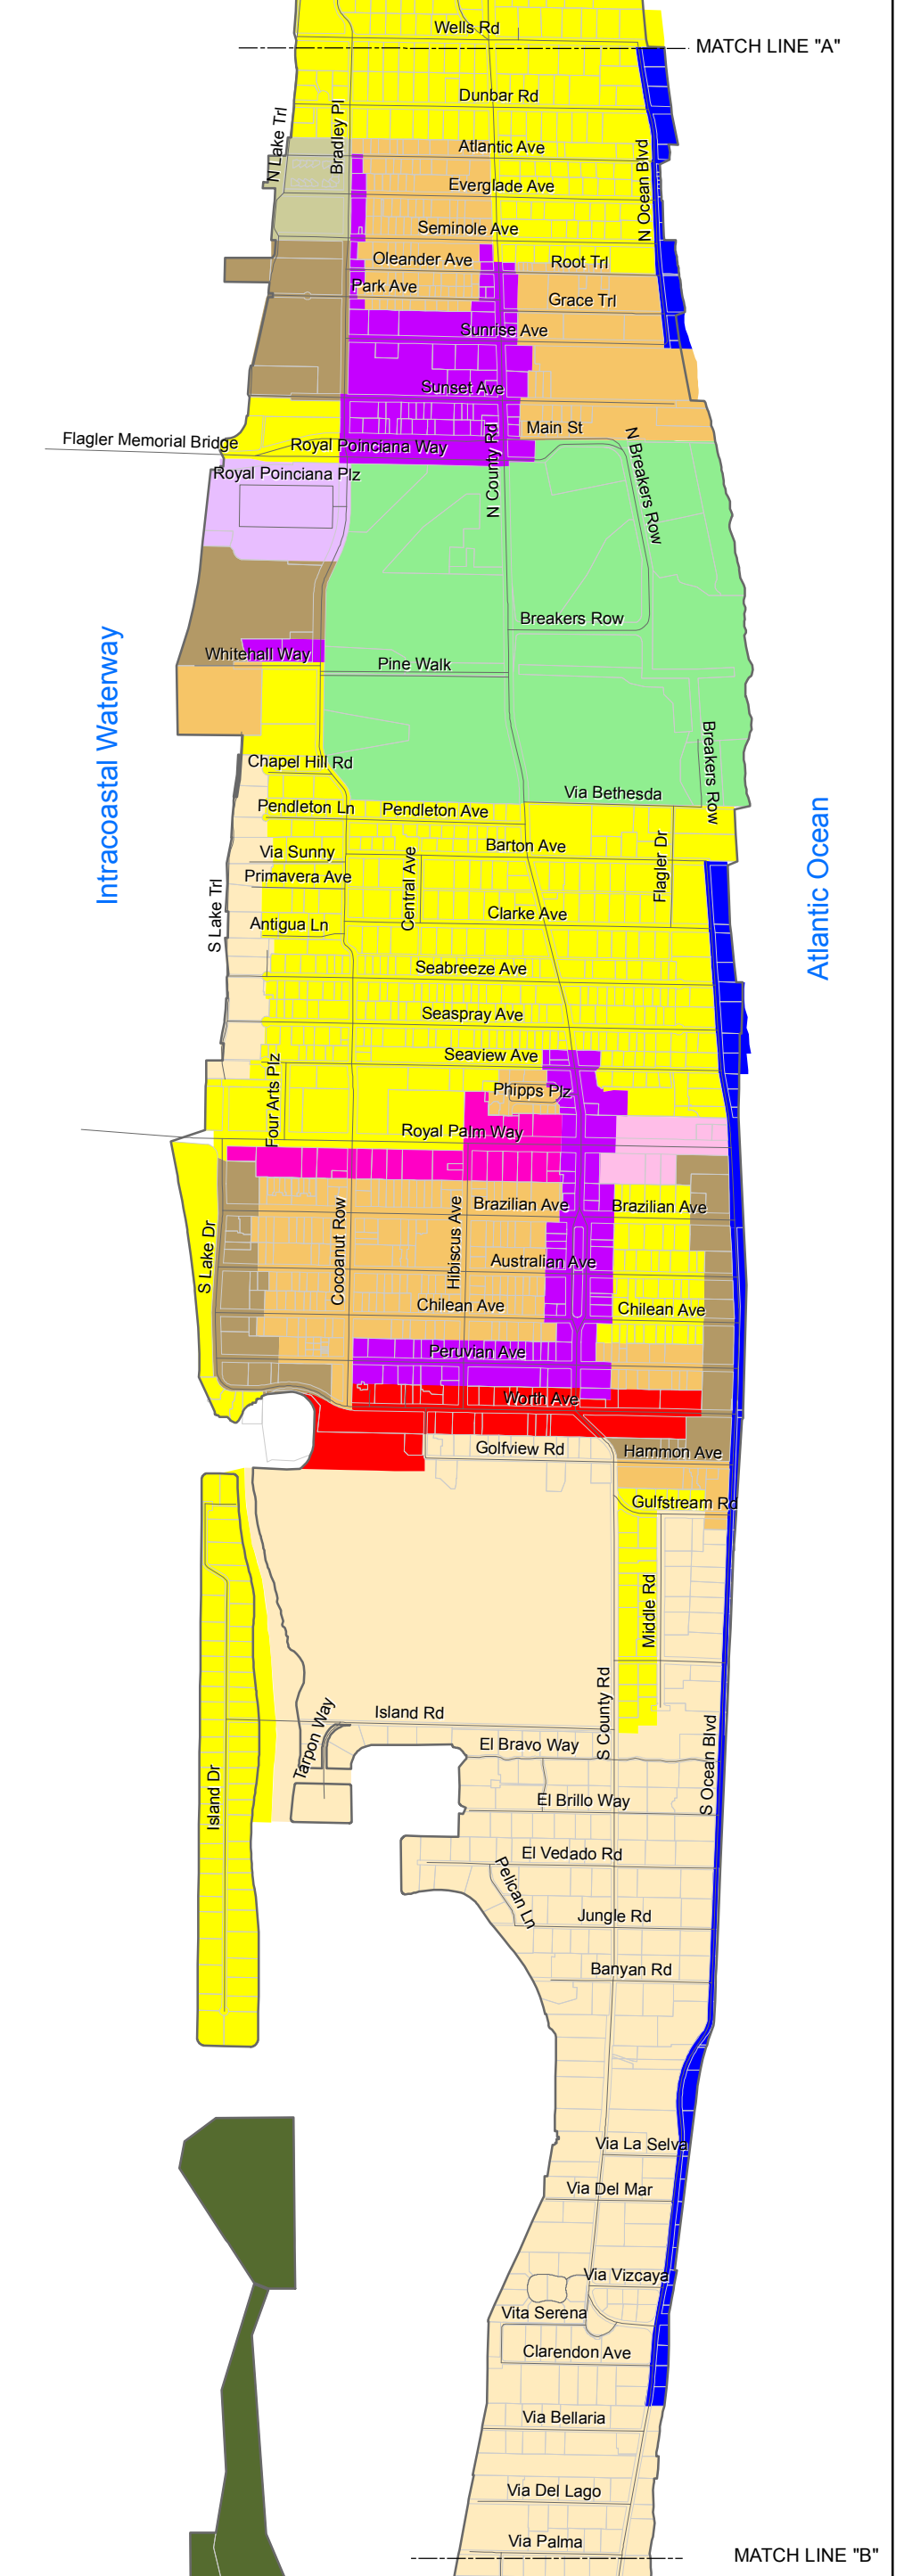 Wells Rd
MATCH LINE "A"
Dunbar Rd
N Lake Trl
Bradley Pl
Atlantic Ave
N Ocean Blvd
Everglade Ave
Seminole Ave
Oleander Ave
Root Trl
Park Ave
Grace Trl
Sunrise Ave
Sunset Ave
Main St
Flagler Memorial Bridge
Royal Poinciana Way
N County Rd
N Breakers Row
Royal Poinciana Plz
Breakers Row
Whitehall Way
Pine Walk
Intracoastal Waterway
Chapel Hill Rd
Breakers Row
Via Bethesda
Pendleton Ln
Pendleton Ave
Barton Ave
Via Sunny
Central Ave
Flagler Dr
Primavera Ave
Atlantic Ocean
S Lake Trl
Clarke Ave
Antigua Ln
Seabreeze Ave
Seaspray Ave
Seaview Ave
Four Arts Plz
Phipps Plz
Royal Palm Way
Brazilian Ave
Brazilian Ave
S Lake Dr
Cocoanut Row
Hibiscus Ave
Australian Ave
Chilean Ave
Chilean Ave
Peruvian Ave
Worth Ave
Golfview Rd
Hammon Ave
Gulfstream Rd
Middle Rd
S County Rd
Island Rd
Tarpon Way
El Bravo Way
S Ocean Blvd
Island Dr
El Brillo Way
El Vedado Rd
Pelican Ln
Jungle Rd
Banyan Rd
Via La Selva
Via Del Mar
Via Vizcaya
Vita Serena
Clarendon Ave
Via Bellaria
Via Del Lago
Via Palma
MATCH LINE "B"